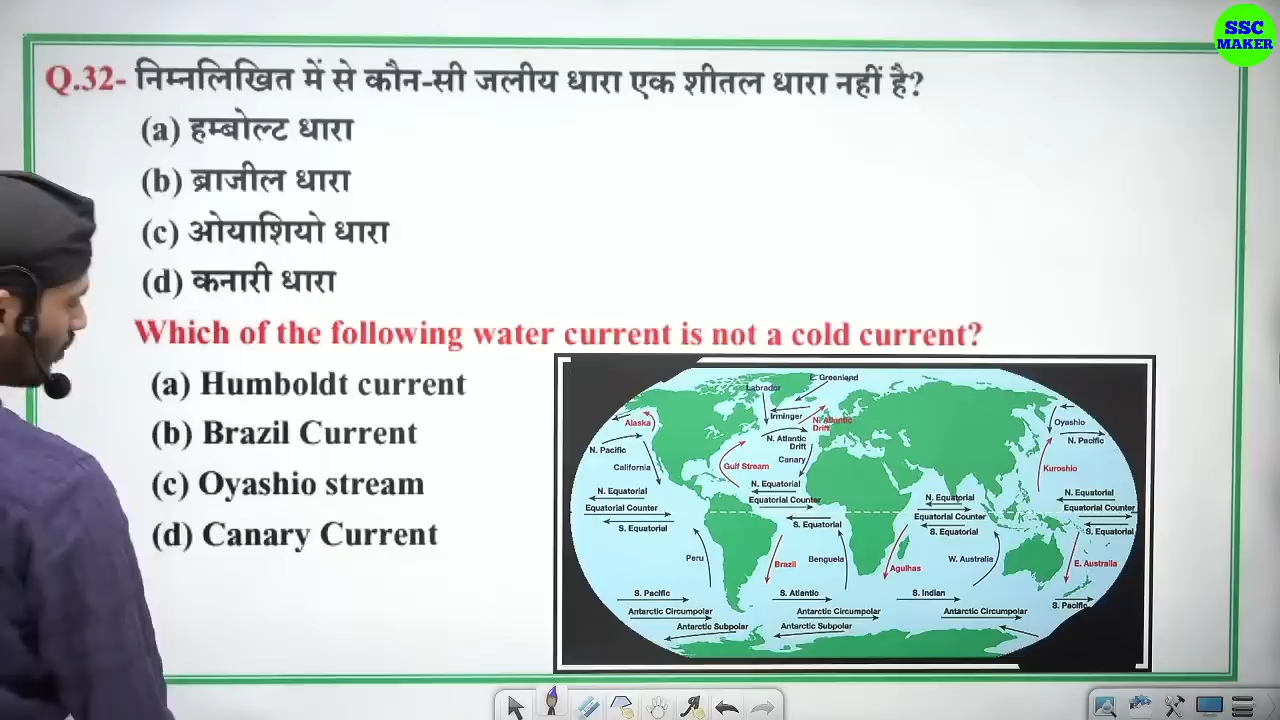 SSC
MAKER
Q.32- निम्नलिखित में से कौन-सी जलीय धारा एक शीतल धारा नहीं है?
(a) हम्बोल्ट धारा
(b) ब्राजील धारा
(c) ओयाशियो धारा
(d) कनारी धारा
Which of the following water current is not a cold current?
(a) Humboldt current
(b) Brazil Current
(c) Oyashio stream
(d) Canary Current
E. Greenland
Labrador
Irminger
Alaska
N. Atlantic
Drift
Oyashio
N. Pacific
N. Atlantic
Drift
N. Pacific
California
Gulf Stream
Canary
Kuroshio
N. Equatorial
N. Equatorial
N. Equatorial
N. Equatorial
Equatorial Counter
Equatorial Counter
Equatorial Counter
Equatorial Counter
S. Equatorial
S. Equatorial
S. Equatorial
S. Equatorial
Peru
Brazil
Benguela
Agulhas
W. Australia
E. Australia
S. Pacific
S. Atlantic
S. Indian
S. Pacific
Antarctic Circumpolar
Antarctic Circumpolar
Antarctic Circumpolar
Antarctic Subpolar
Antarctic Subpolar